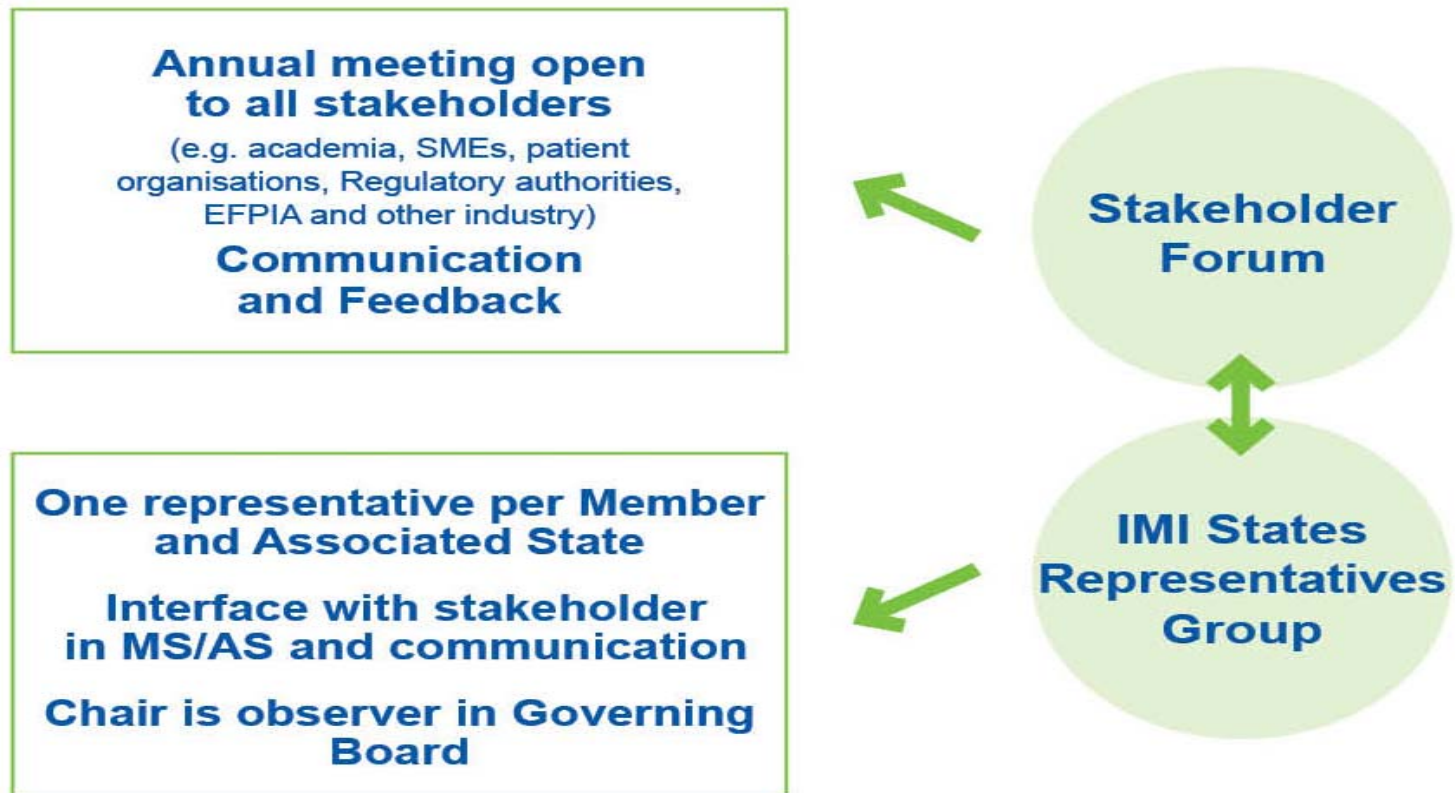 Annual meeting open
to all stakeholders
(e.g. academia, SMEs, patient
organisations, Regulatory authorities,
EFPIA and other industry)
Communication
and Feedback
Stakeholder
Forum
One representative per Member
and Associated State
Interface with stakeholder
in MS/AS and communication
Chair is observer in Governing
Board
IMI States
Representatives
Group